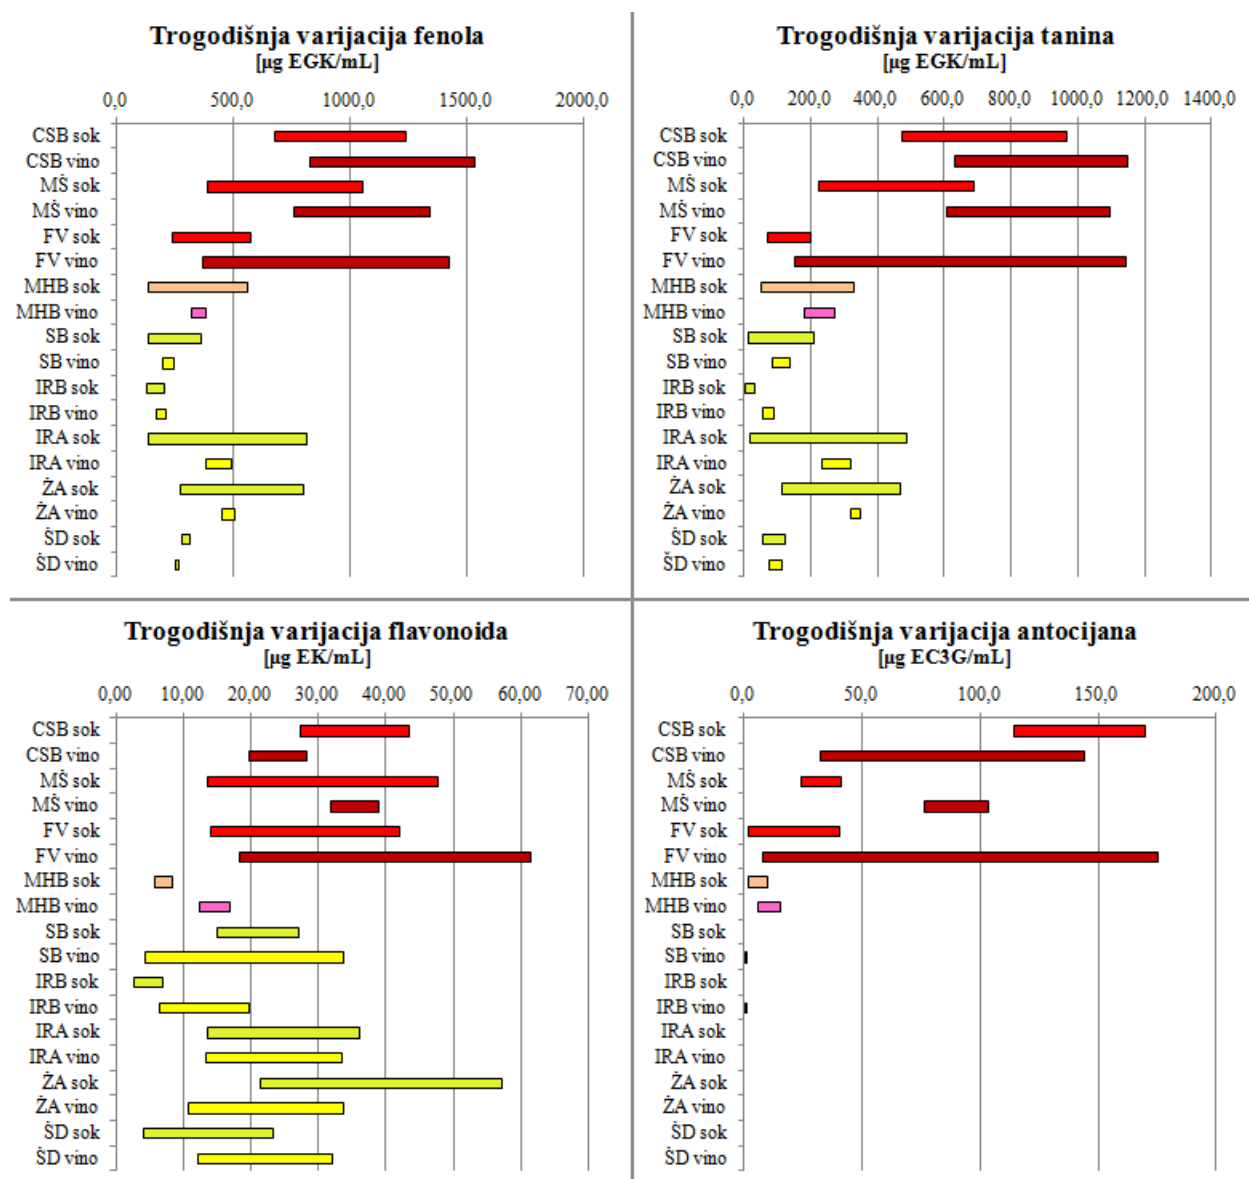 Trogodišnja varijacija fenola
[µg EGK/mL]
0,0 500,0 1000,0 1500,0 2000,0
CSB sok
CSB vino
MŠ sok
MŠ vino
FV sok
FV vino
MHB sok
MHB vino
SB sok
SB vino
IRB sok
IRB vino
IRA sok
IRA vino
ŽA sok
ŽA vino
ŠD sok
ŠD vino
Trogodišnja varijacija tanina
[µg EGK/mL]
0,0 200,0 400,0 600,0 800,0 1000,0 1200,0 1400,0
CSB sok
CSB vino
MŠ sok
MŠ vino
FV sok
FV vino
MHB sok
MHB vino
SB sok
SB vino
IRB sok
IRB vino
IRA sok
IRA vino
ŽA sok
ŽA vino
ŠD sok
ŠD vino
Trogodišnja varijacija flavonoida
[µg EK/mL]
0,00 10,00 20,00 30,00 40,00 50,00 60,00 70,00
CSB sok
CSB vino
MŠ sok
MŠ vino
FV sok
FV vino
MHB sok
MHB vino
SB sok
SB vino
IRB sok
IRB vino
IRA sok
IRA vino
ŽA sok
ŽA vino
ŠD sok
ŠD vino
Trogodišnja varijacija antocijana
[µg EC3G/mL]
0,0 50,0 100,0 150,0 200,0
CSB sok
CSB vino
MŠ sok
MŠ vino
FV sok
FV vino
MHB sok
MHB vino
SB sok
SB vino
IRB sok
IRB vino
IRA sok
IRA vino
ŽA sok
ŽA vino
ŠD sok
ŠD vino